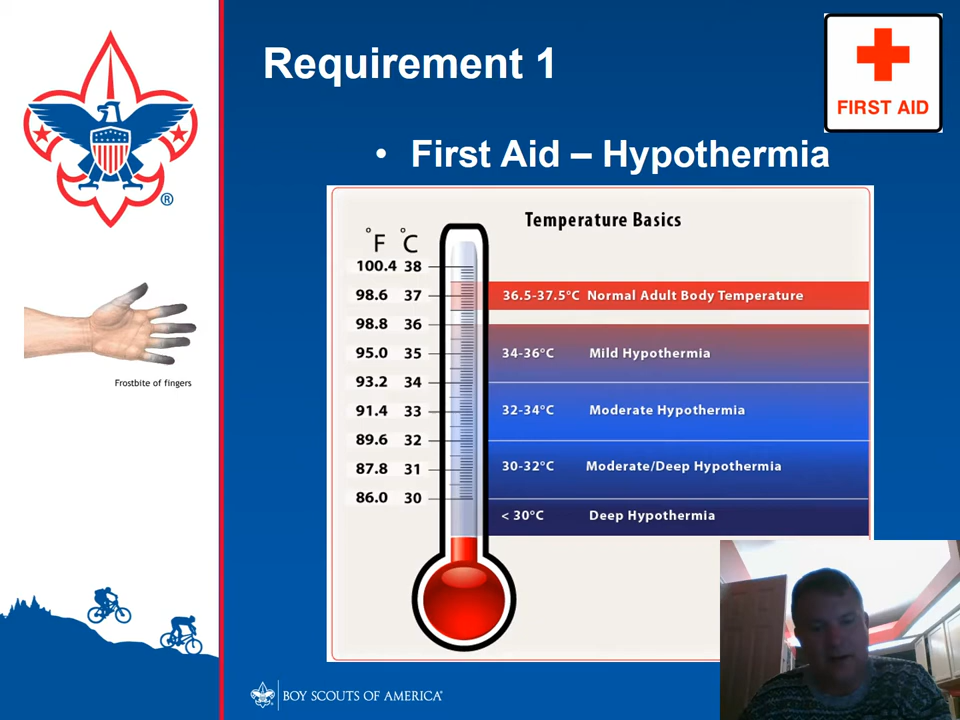 Requirement 1
FIRST AID
• First Aid – Hypothermia
®
Temperature Basics
°F °C
100.4 38
98.6 37 36.5-37.5°C Normal Adult Body Temperature
98.8 36
95.0 35 34-36°C Mild Hypothermia
93.2 34
91.4 33 32-34°C Moderate Hypothermia
89.6 32
87.8 31 30-32°C Moderate/Deep Hypothermia
86.0 30
< 30°C Deep Hypothermia
Frostbite of fingers
BOY SCOUTS OF AMERICA®